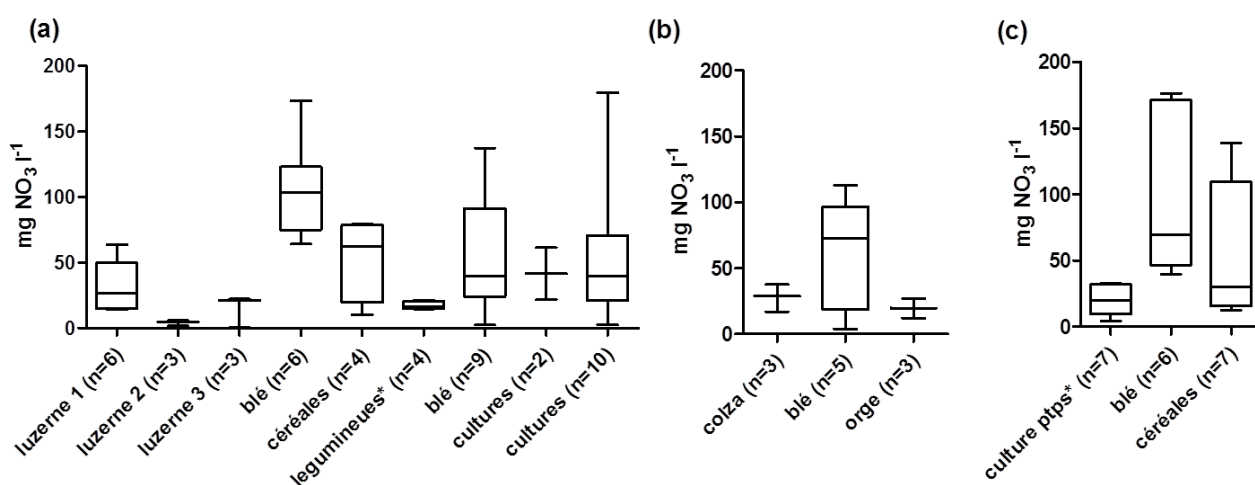 (a)
mg NO3 l-1
200
150
100
50
0
luzerne 1 (n=6)
luzerne 2 (n=3)
luzerne 3 (n=3)
blé (n=6)
céréales (n=4)
legumineues* (n=4)
blé (n=9)
cultures (n=2)
cultures (n=10)
(b)
mg NO3 l-1
200
150
100
50
0
colza (n=3)
blé (n=5)
orge (n=3)
(c)
mg NO3 l-1
200
150
100
50
0
culture ptps* (n=7)
blé (n=6)
céréales (n=7)